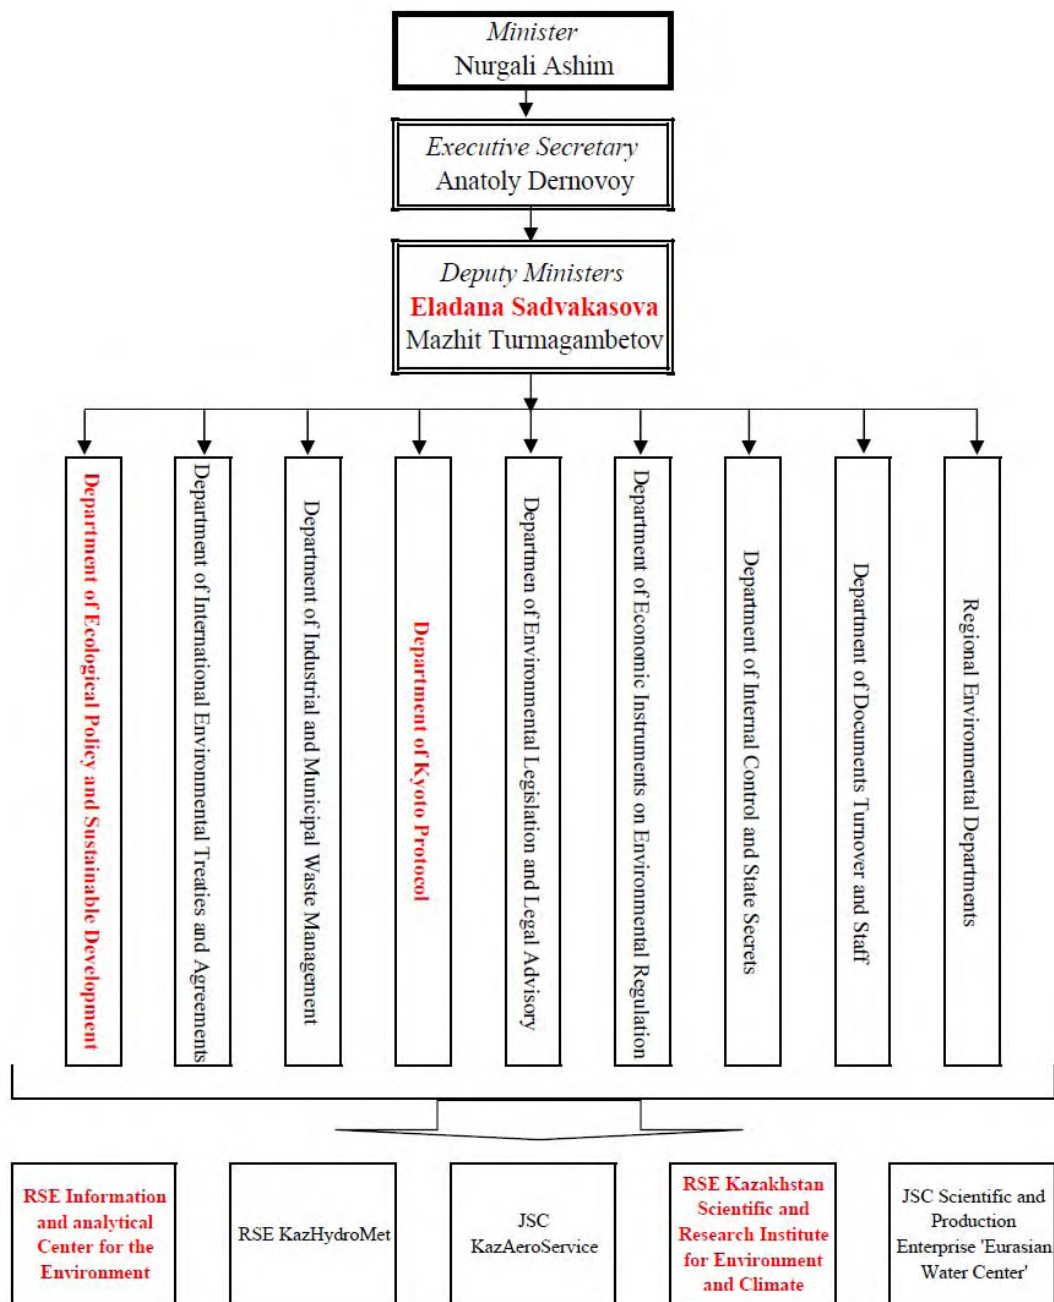 Minister
Nurgali Ashim
Executive Secretary
Anatoly Dernovoy
Deputy Ministers
Eladana Sadvakasova
Mazhit Turmagambetov
Department of Ecological Policy and Sustainable Development
Department of International Environmental Treaties and Agreements
Department of Industrial and Municipal Waste Management
Department of Kyoto Protocol
Departmen of Environmental Legislation and Legal Advisory
Department of Economic Instruments on Environmental Regulation
Department of Internal Control and State Secrets
Department of Documents Turnover and Staff
Regional Environmental Departments
RSE Information
and analytical
Center for the
Environment
RSE KazHydroMet
JSC
KazAeroService
RSE Kazakhstan
Scientific and
Research Institute
for Environment
and Climate
JSC Scientific and
Production
Enterprise 'Eurasian
Water Center'